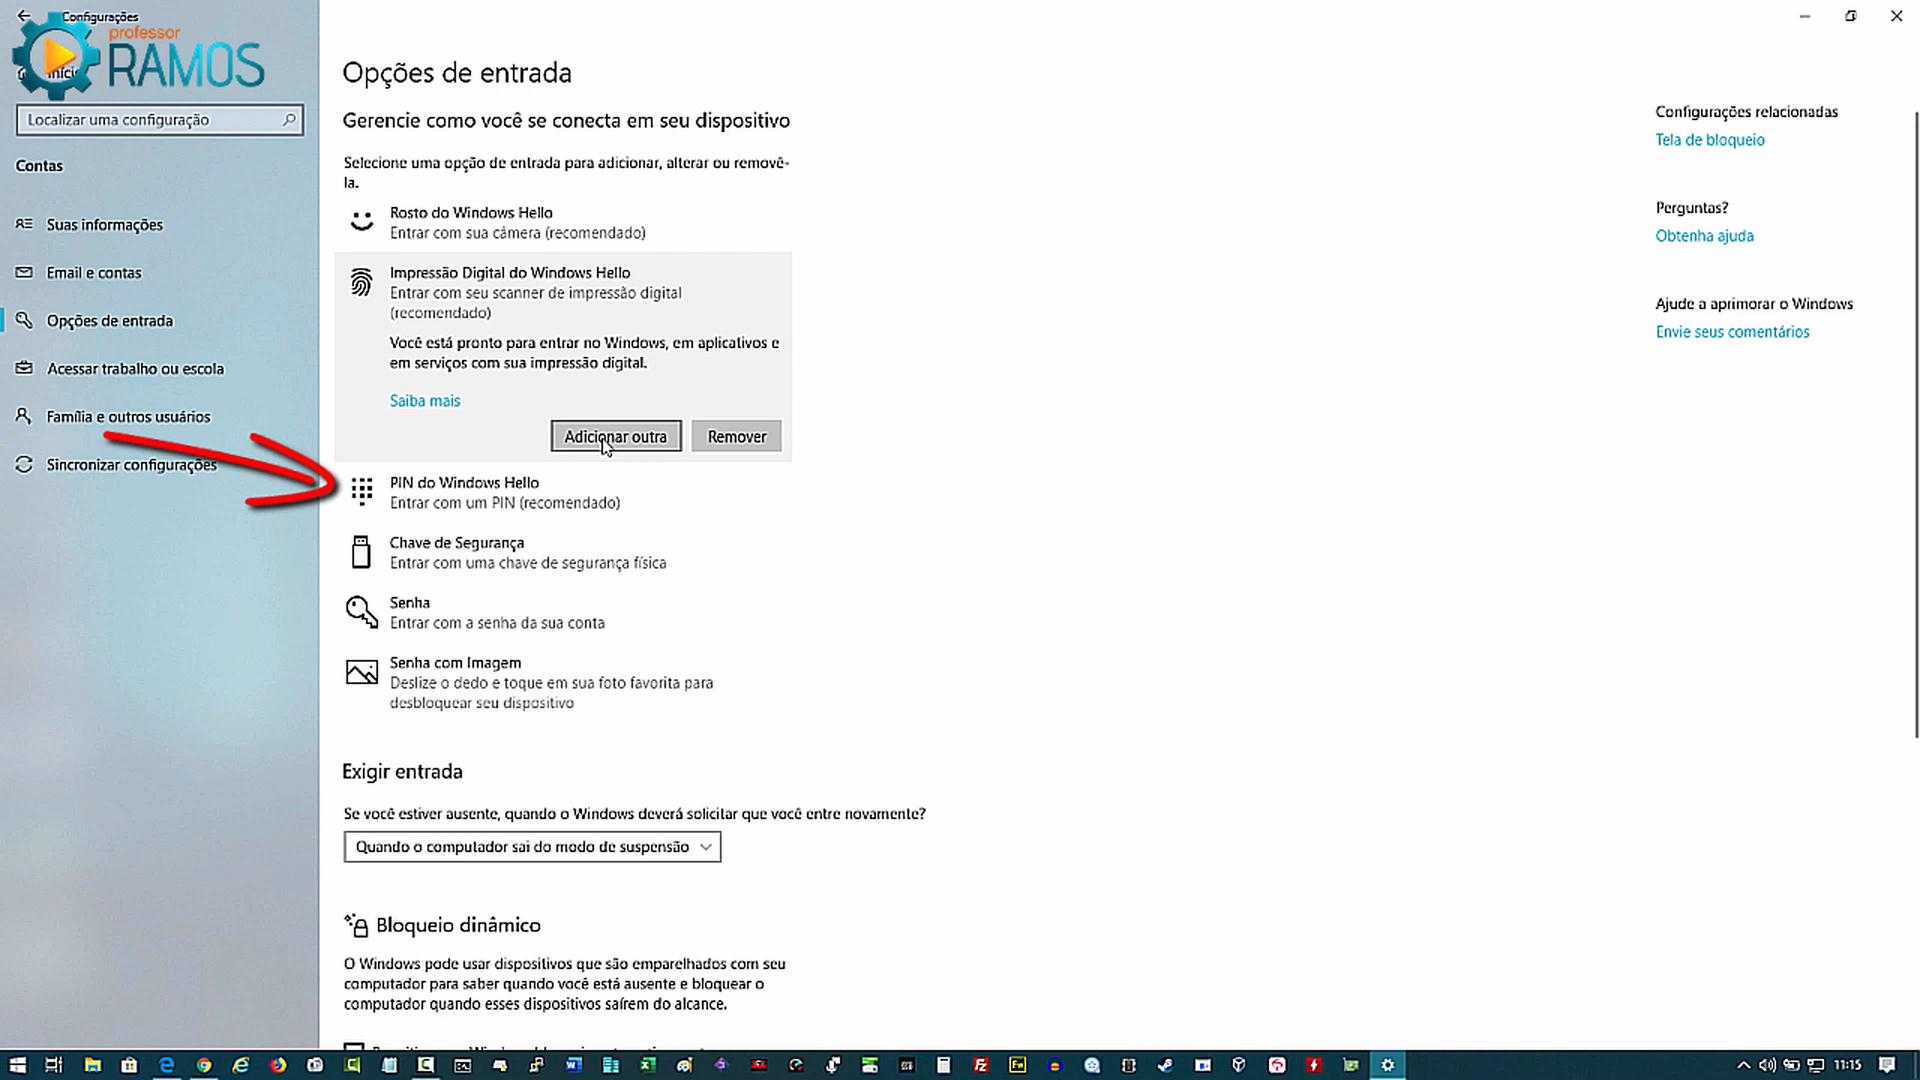 Configurações
professor
RAMOS
Localizar uma configuração
Contas
Suas informações
Email e contas
Opções de entrada
Acessar trabalho ou escola
Família e outros usuários
Sincronizar configurações
Opções de entrada
Gerencie como você se conecta em seu dispositivo
Selecione uma opção de entrada para adicionar, alterar ou removê-
la.
Rosto do Windows Hello
Entrar com sua câmera (recomendado)
Impressão Digital do Windows Hello
Entrar com seu scanner de impressão digital
(recomendado)
Você está pronto para entrar no Windows, em aplicativos e
em serviços com sua impressão digital.
Saiba mais
Adicionar outra
Remover
PIN do Windows Hello
Entrar com um PIN (recomendado)
Chave de Segurança
Entrar com uma chave de segurança física
Senha
Entrar com a senha da sua conta
Senha com Imagem
Deslize o dedo e toque em sua foto favorita para
desbloquear seu dispositivo
Exigir entrada
Se você estiver ausente, quando o Windows deverá solicitar que você entre novamente?
Quando o computador sai do modo de suspensão
Bloqueio dinâmico
O Windows pode usar dispositivos que são emparelhados com seu
computador para saber quando você está ausente e bloquear o
computador quando esses dispositivos saírem do alcance.
Configurações relacionadas
Tela de bloqueio
Perguntas?
Obtenha ajuda
Ajude a aprimorar o Windows
Envie seus comentários
11:15